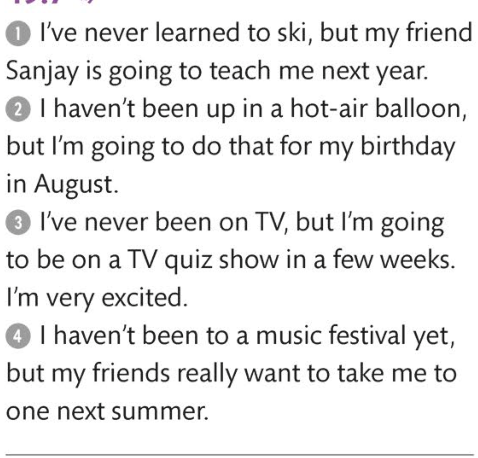 1 I've never learned to ski, but my friend
Sanjay is going to teach me next year.
2 I haven't been up in a hot-air balloon,
but I'm going to do that for my birthday
in August.
3 I've never been on TV, but I'm going
to be on a TV quiz show in a few weeks.
I'm very excited.
4 I haven't been to a music festival yet,
but my friends really want to take me to
one next summer.